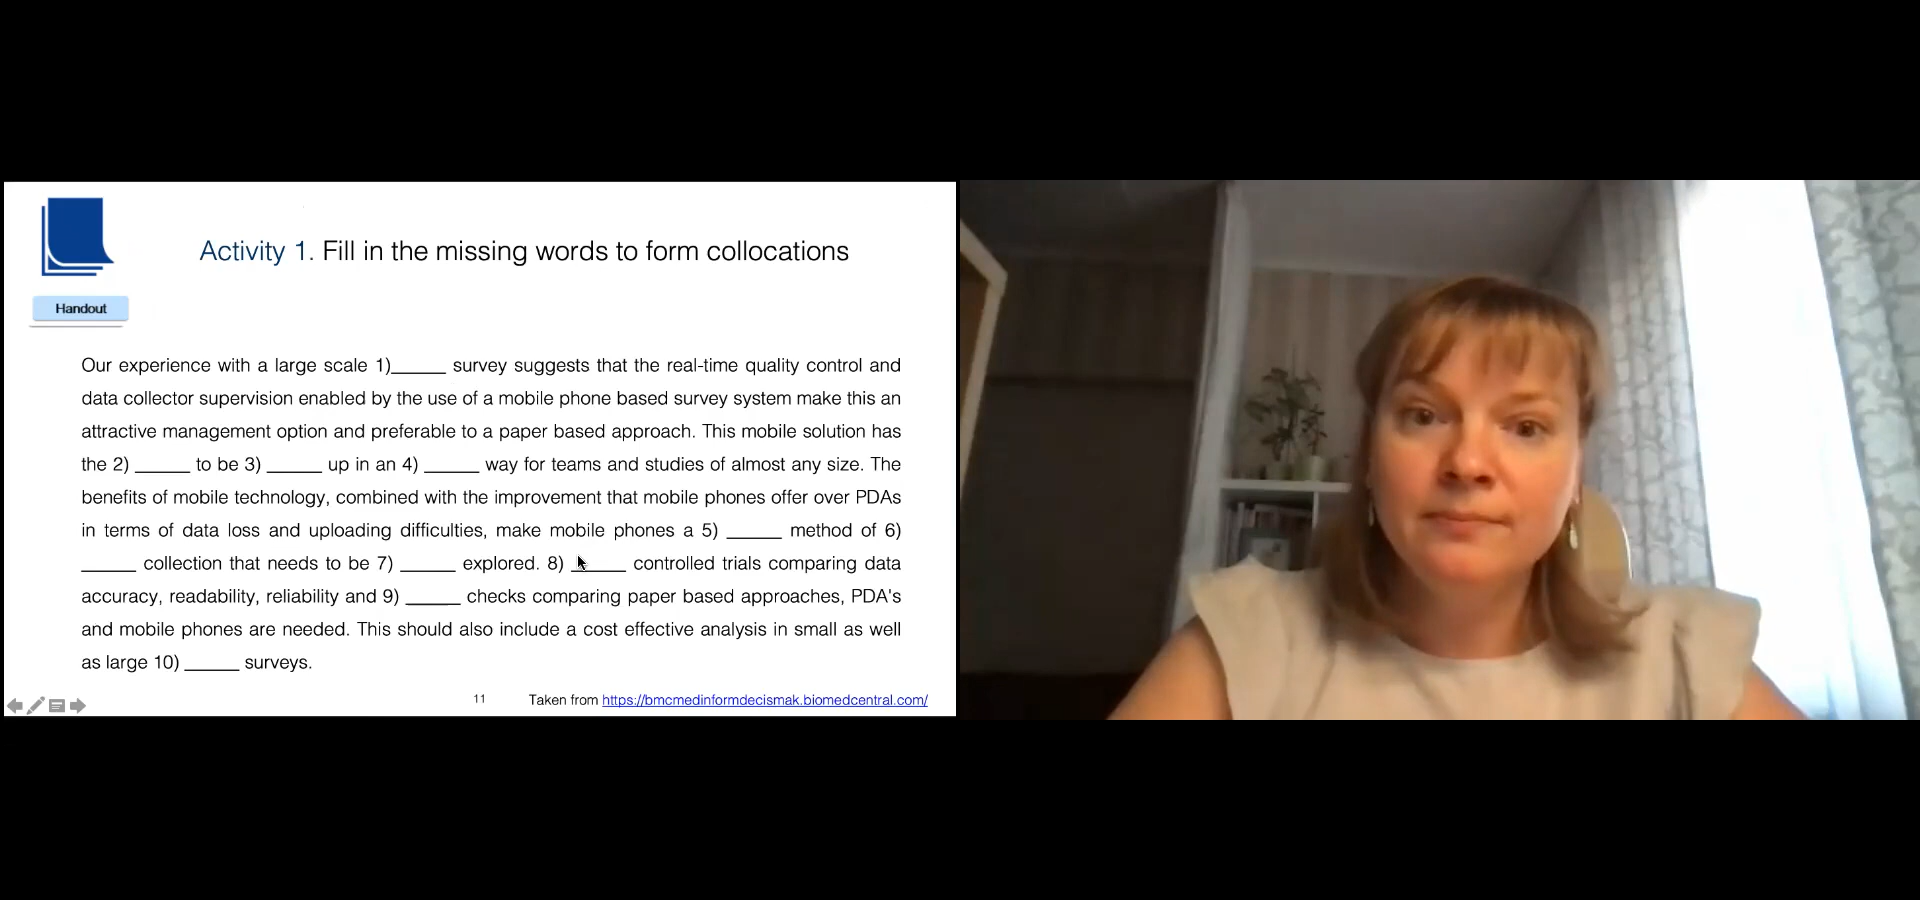 Activity 1. Fill in the missing words to form collocations
Handout
Our experience with a large scale 1)_____ survey suggests that the real-time quality control and
data collector supervision enabled by the use of a mobile phone based survey system make this an
attractive management option and preferable to a paper based approach. This mobile solution has
the 2) _____ to be 3) _____ up in an 4) _____ way for teams and studies of almost any size. The
benefits of mobile technology, combined with the improvement that mobile phones offer over PDAs
in terms of data loss and uploading difficulties, make mobile phones a 5) _____ method of 6)
_____ collection that needs to be 7) _____ explored. 8) _____ controlled trials comparing data
accuracy, readability, reliability and 9) _____ checks comparing paper based approaches, PDA's
and mobile phones are needed. This should also include a cost effective analysis in small as well
as large 10) _____ surveys.
11
Taken from https://bmcmedinformdecismak.biomedcentral.com/